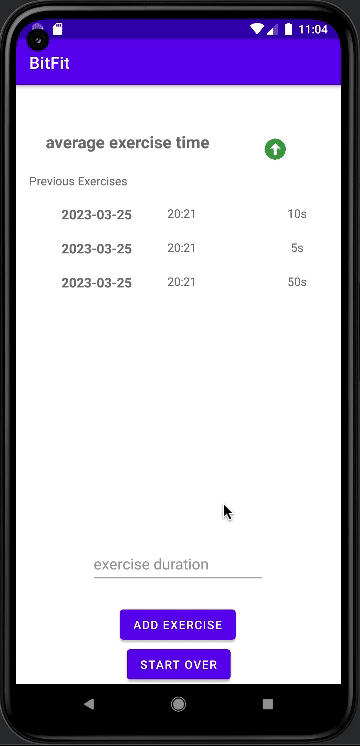 11:04
BitFit
average exercise time
Previous Exercises
2023-03-25 20:21 10s
2023-03-25 20:21 5s
2023-03-25 20:21 50s
exercise duration
ADD EXERCISE
START OVER